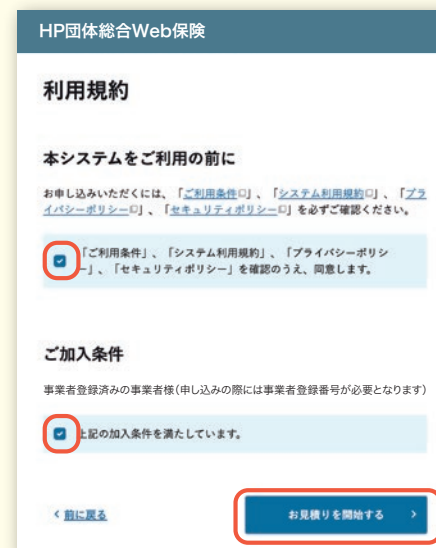 HP団体総合Web保険
利用規約
本システムをご利用の前に
お申し込みいただくには、「ご利用条件」、「システム利用規約」、「プラ
イバシーポリシー」、「セキュリティポリシー」を必ずご確認ください。
「ご利用条件」、「システム利用規約」、「プライバシーポリシ
ー」、「セキュリティポリシー」を確認のうえ、同意します。
ご加入条件
事業者登録済みの事業者様(申し込みの際には事業者登録番号が必要となります)
上記の加入条件を満たしています。
< 前に戻る
お見積りを開始する >